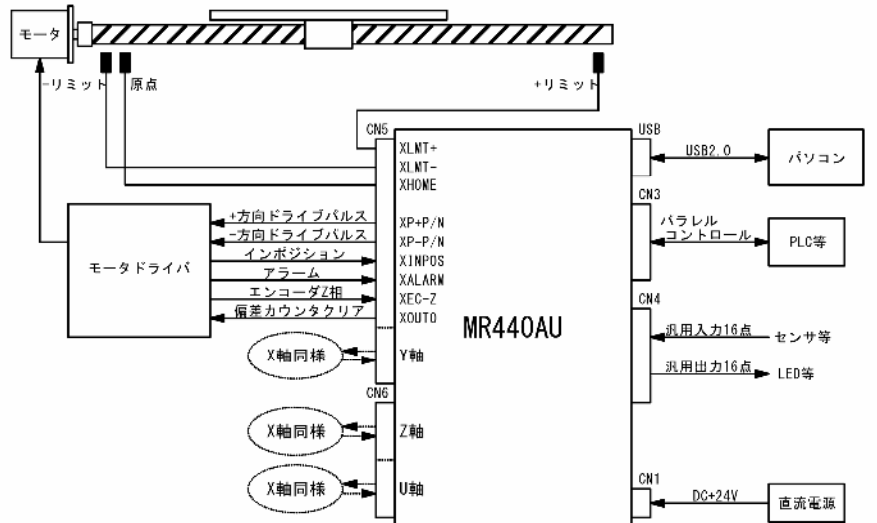 モータ
-リミット
原点
+リミット
CN5
USB
XLMT+
XLMT-
XHOME
USB2.0
パソコン
CN3
+方向ドライブパルス
XP+P/N
-方向ドライブパルス
XP-P/N
インポジション
XINPOS
アラーム
XALARM
エンコーダZ相
XEC-Z
偏差カウンタクリア
XOUT0
モータドライバ
パラレル
コントロール
PLC等
MR440AU
CN4
汎用入力16点
センサ等
汎用出力16点
LED等
X軸同様
Y軸
CN6
X軸同様
Z軸
X軸同様
U軸
CN1
DC+24V
直流電源